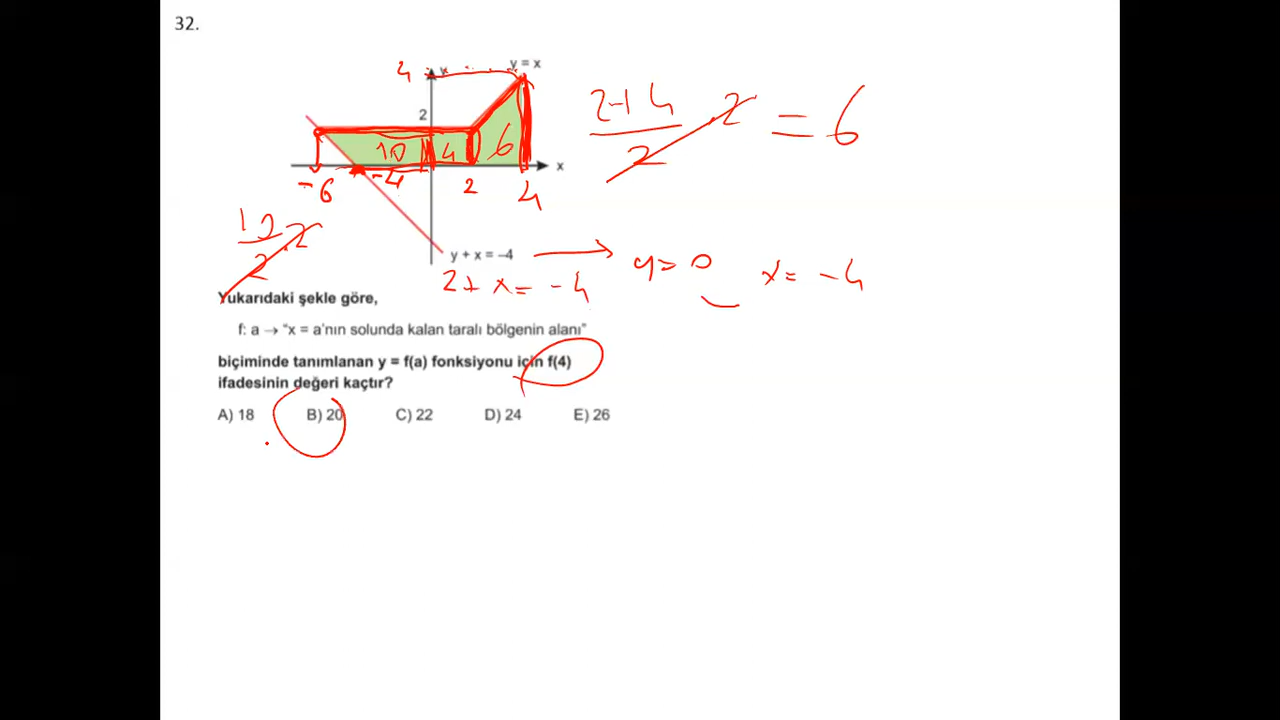 32.
4 y = x
2
2+4 / 2 · 2 = 6
10 4 6
x
-6 -4 2 4
12 / 2 · 2
y + x = –4
y = 0 x = -4
2 + x = -4
Yukarıdaki şekle göre,
f: a → "x = a'nın solunda kalan taralı bölgenin alanı"
biçiminde tanımlanan y = f(a) fonksiyonu için f(4)
ifadesinin değeri kaçtır?
A) 18 B) 20 C) 22 D) 24 E) 26